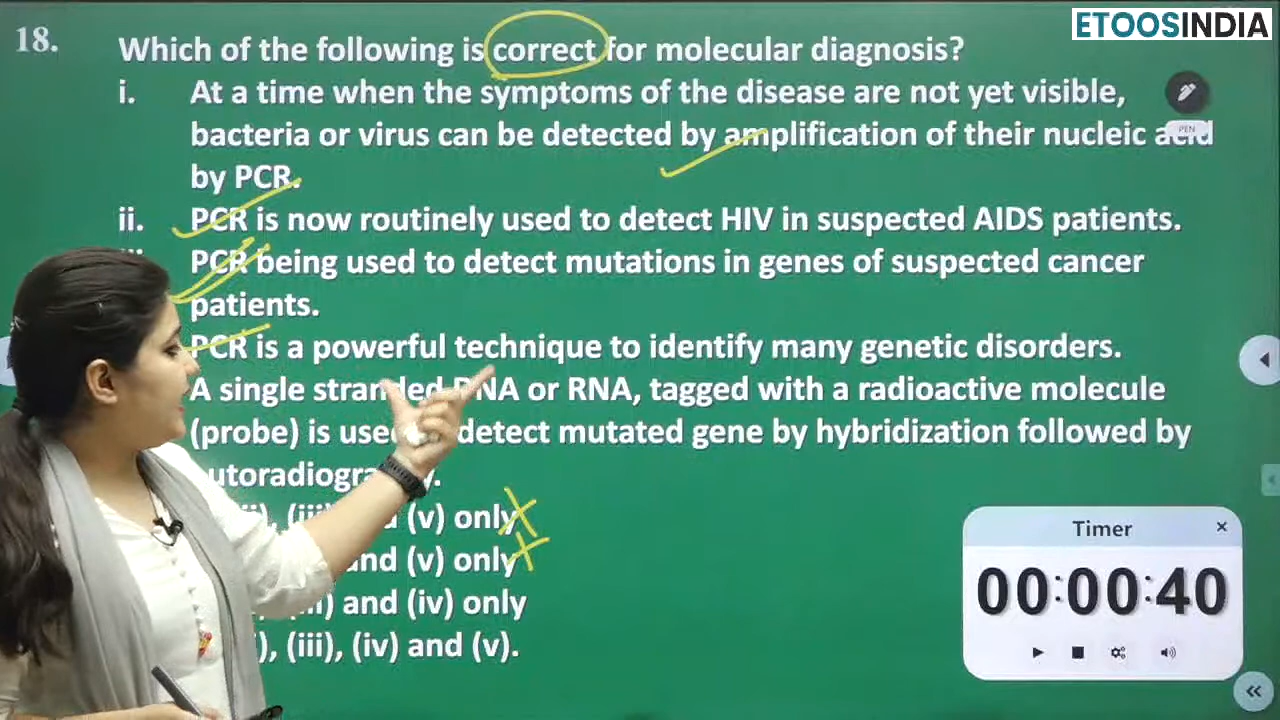 ETOOSINDIA
18. Which of the following is correct for molecular diagnosis?
i. At a time when the symptoms of the disease are not yet visible,
PEN
bacteria or virus can be detected by amplification of their nucleic acid
by PCR.
ii. PCR is now routinely used to detect HIV in suspected AIDS patients.
PCR being used to detect mutations in genes of suspected cancer
patients.
PCR is a powerful technique to identify many genetic disorders.
A single stranded DNA or RNA, tagged with a radioactive molecule
(probe) is detect mutated gene by hybridization followed by
(v) only
and (v) only
and (iv) only
(iii), (iv) and (v).
Timer
00:00:40